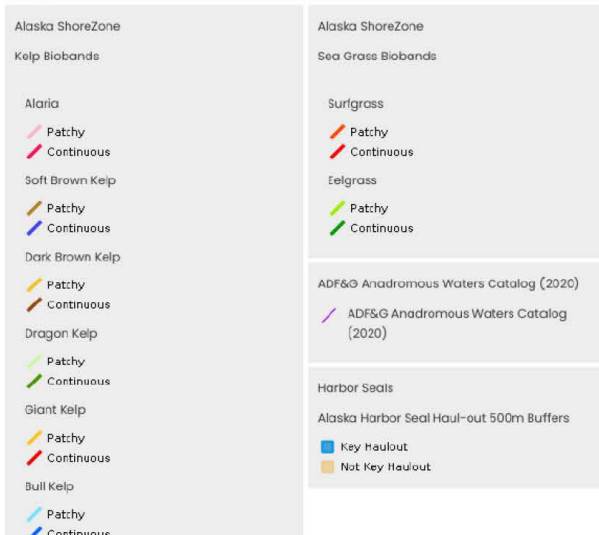 Alaska ShoreZone
Kelp Biobands
Alaria
Patchy
Continuous
Soft Brown Kelp
Patchy
Continuous
Dark Brown Kelp
Patchy
Continuous
Dragon Kelp
Patchy
Continuous
Giant Kelp
Patchy
Continuous
Bull Kelp
Patchy
Continuous
Alaska ShoreZone
Sea Grass Biobands
Surfgrass
Patchy
Continuous
Eelgrass
Patchy
Continuous
ADF&G Anadromous Waters Catalog (2020)
ADF&G Anadromous Waters Catalog
(2020)
Harbor Seals
Alaska Harbor Seal Haul-out 500m Buffers
Key Haulout
Not Key Haulout